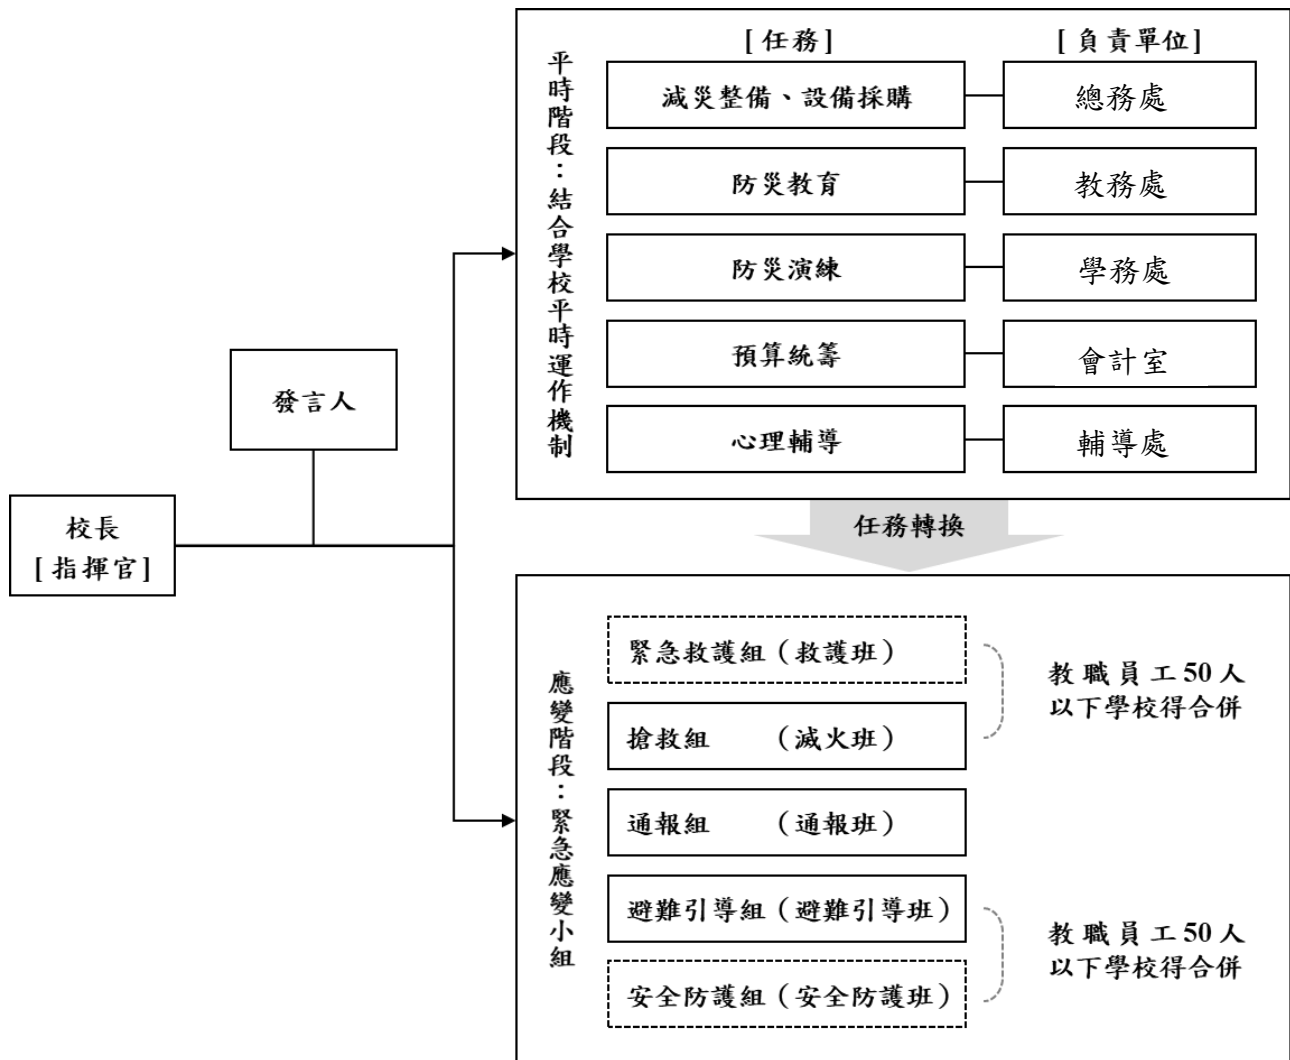 [任務]
[負責單位]
平時階段：結合學校平時運作機制
減災整備、設備採購
總務處
防災教育
教務處
防災演練
學務處
預算統籌
會計室
心理輔導
輔導處
發言人
校長
[指揮官]
任務轉換
應變階段：緊急應變小組
緊急救護組（救護班）
搶救組　　（滅火班）
教職員工50人
以下學校得合併
通報組　　（通報班）
避難引導組（避難引導班）
安全防護組（安全防護班）
教職員工50人
以下學校得合併